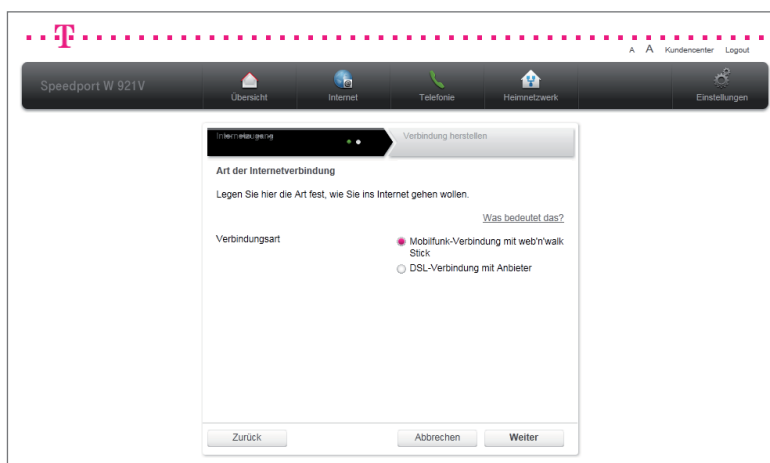 T
A A Kundencenter Logout
Speedport W 921V
Übersicht
Internet
Telefonie
Heimnetzwerk
Einstellungen
Internetzugang
Verbindung herstellen
Art der Internetverbindung
Legen Sie hier die Art fest, wie Sie ins Internet gehen wollen.
Was bedeutet das?
Verbindungsart
Mobilfunk-Verbindung mit web'n'walk
Stick
DSL-Verbindung mit Anbieter
Zurück
Abbrechen
Weiter